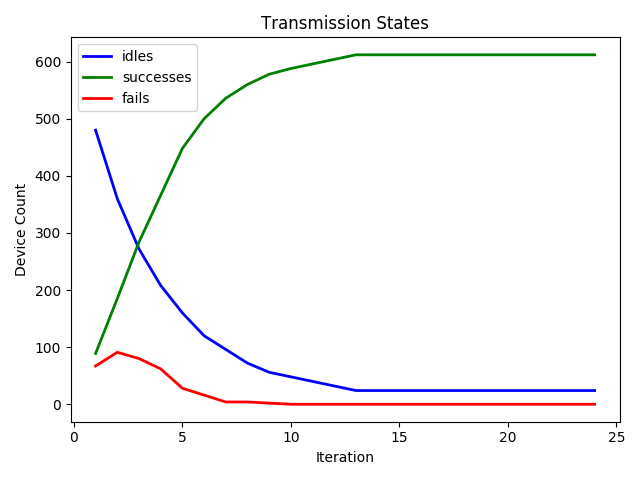 Transmission States
idles
successes
fails
Device Count
600
500
400
300
200
100
0
0 5 10 15 20 25
Iteration